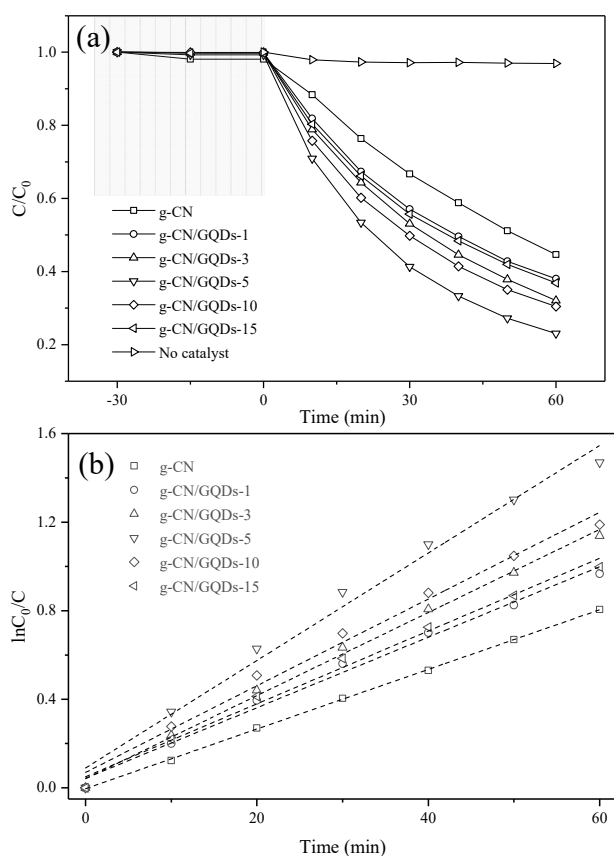 (a)
1.0
0.8
0.6
0.4
0.2
C/C0
g-CN
g-CN/GQDs-1
g-CN/GQDs-3
g-CN/GQDs-5
g-CN/GQDs-10
g-CN/GQDs-15
No catalyst
-30 0 30 60
Time (min)
(b)
1.6
1.2
0.8
0.4
0.0
lnC0/C
g-CN
g-CN/GQDs-1
g-CN/GQDs-3
g-CN/GQDs-5
g-CN/GQDs-10
g-CN/GQDs-15
0 20 40 60
Time (min)